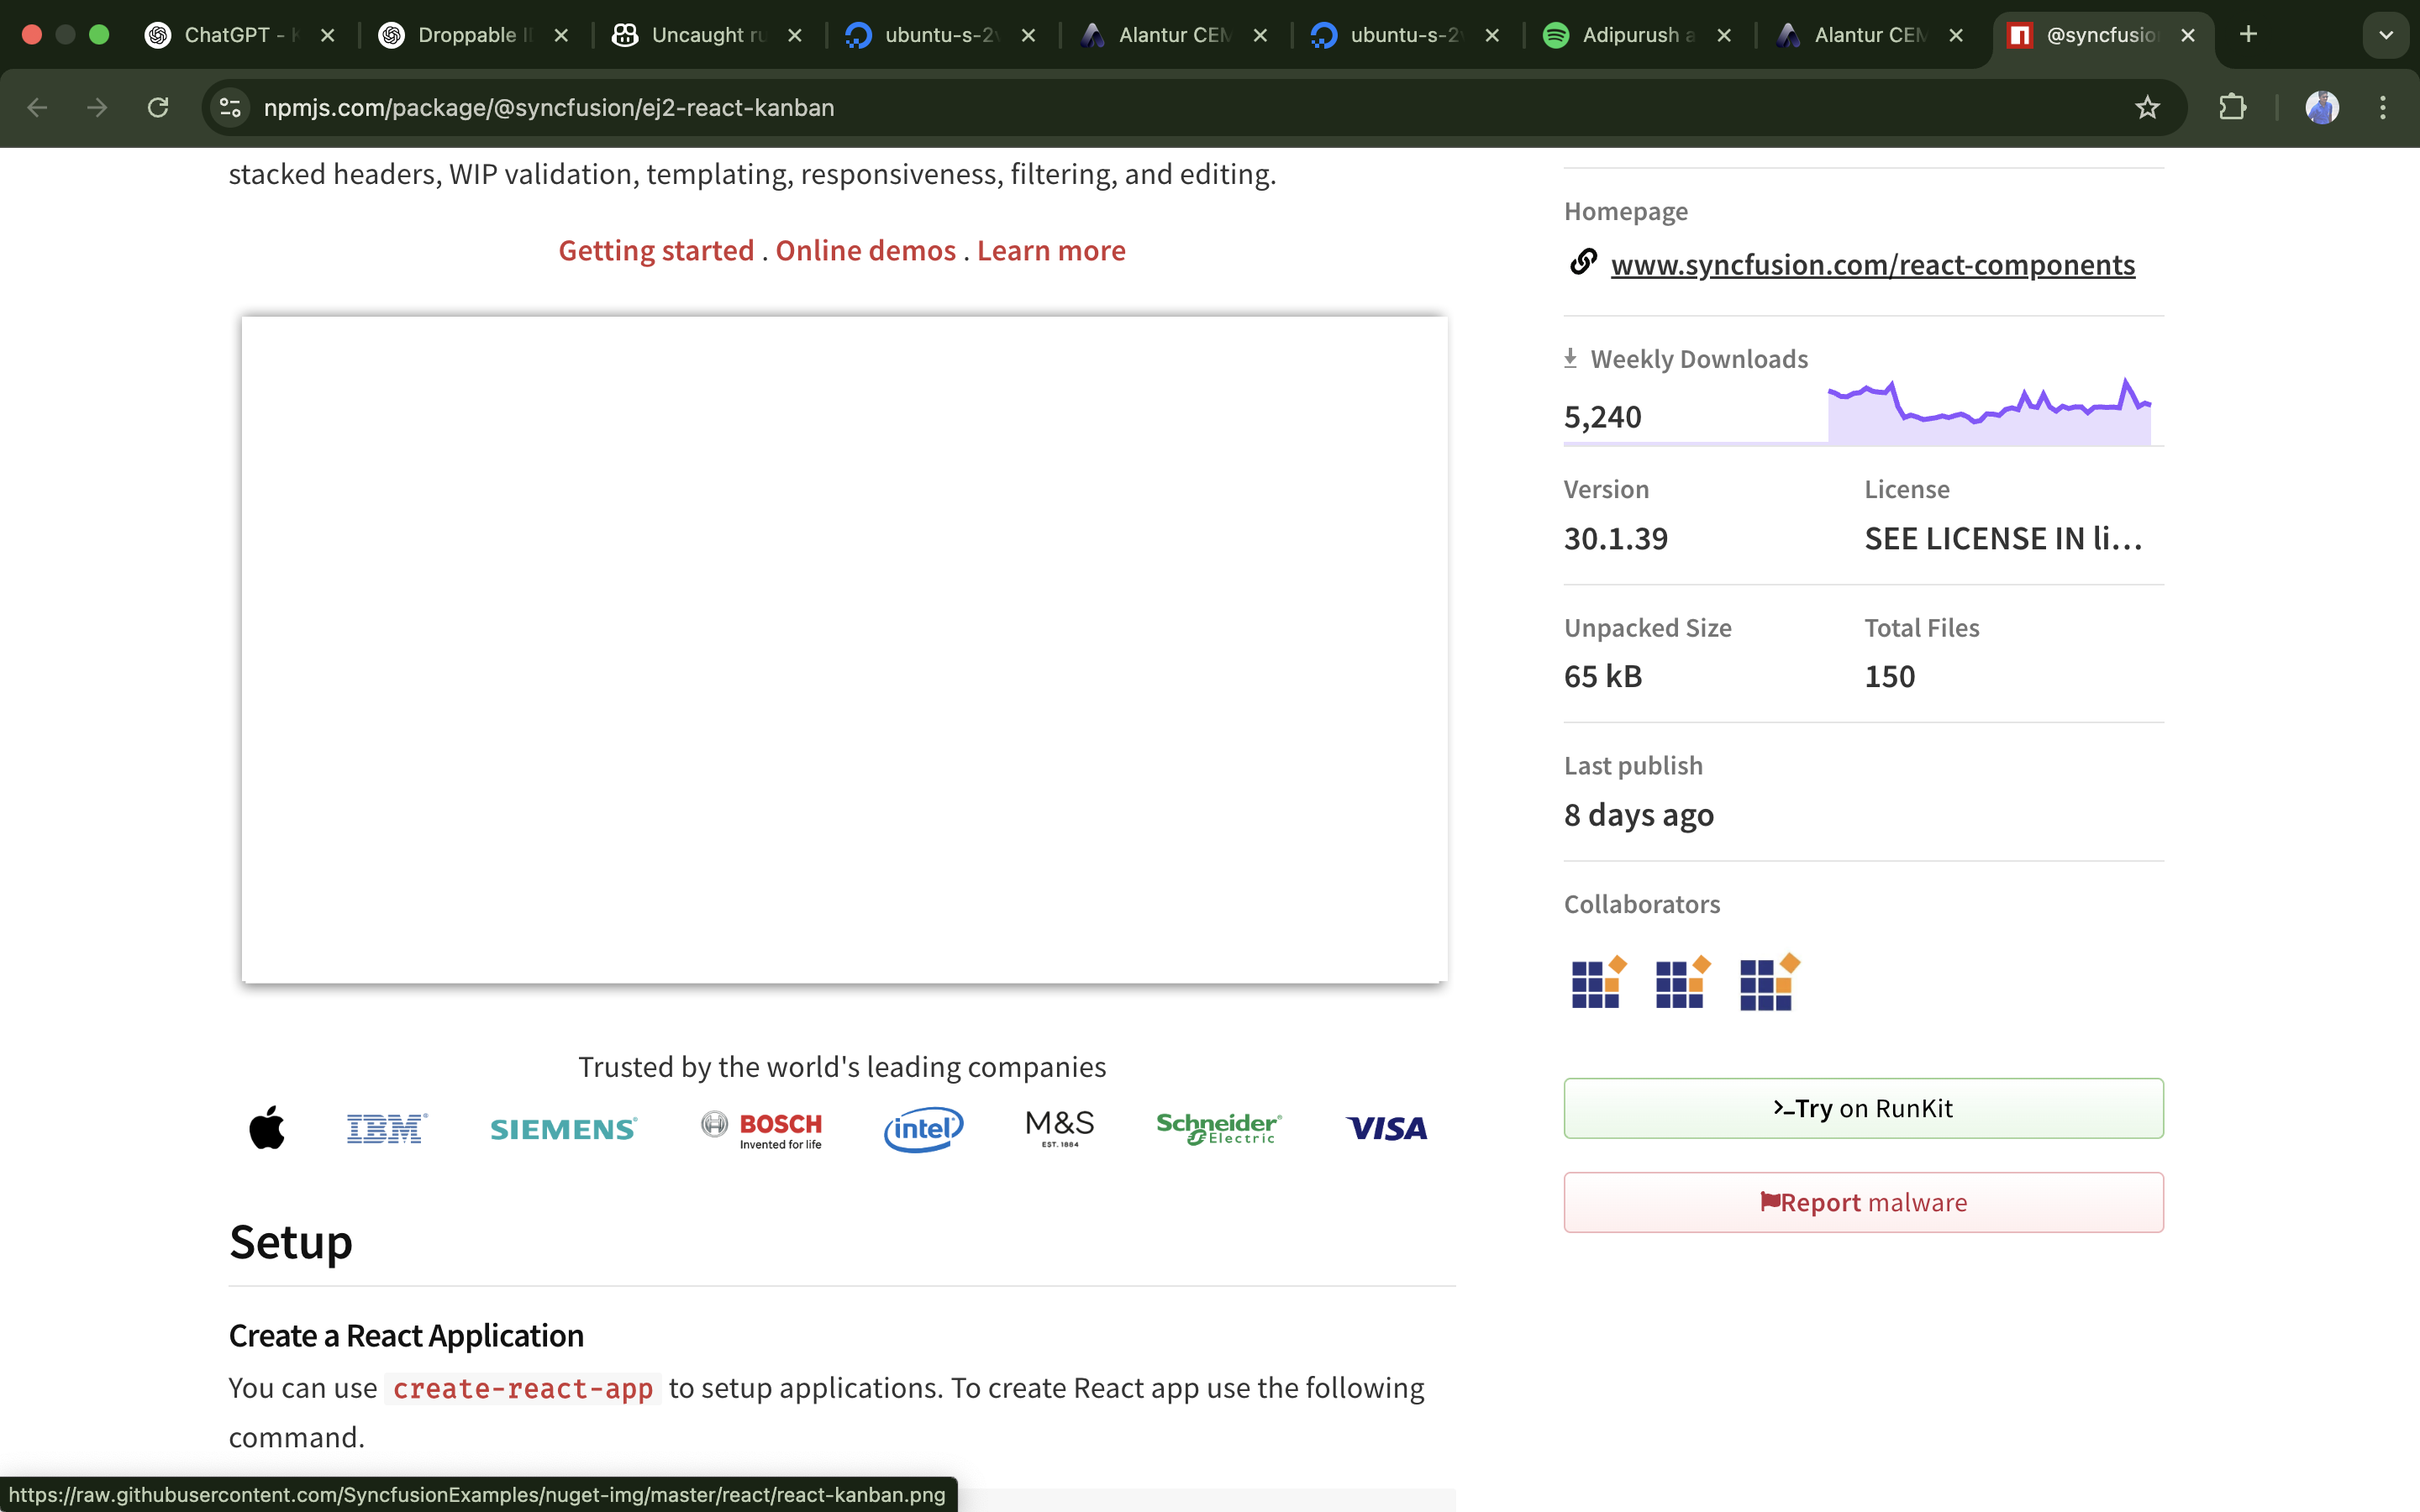 ChatGPT - K
Droppable I
Uncaught ru
ubuntu-s-2v
Alantur CEM
ubuntu-s-2v
Adipurush a
Alantur CEM
@syncfusio
npmjs.com/package/@syncfusion/ej2-react-kanban
stacked headers, WIP validation, templating, responsiveness, filtering, and editing.
Getting started . Online demos . Learn more
Trusted by the world's leading companies
IBM
SIEMENS
BOSCH
Invented for life
intel
M&S
EST. 1884
Schneider
Electric
VISA
Setup
Create a React Application
You can use create-react-app to setup applications. To create React app use the following
command.
Homepage
www.syncfusion.com/react-components
Weekly Downloads
5,240
Version
License
30.1.39
SEE LICENSE IN li...
Unpacked Size
Total Files
65 kB
150
Last publish
8 days ago
Collaborators
Try on RunKit
Report malware
https://raw.githubusercontent.com/SyncfusionExamples/nuget-img/master/react/react-kanban.png